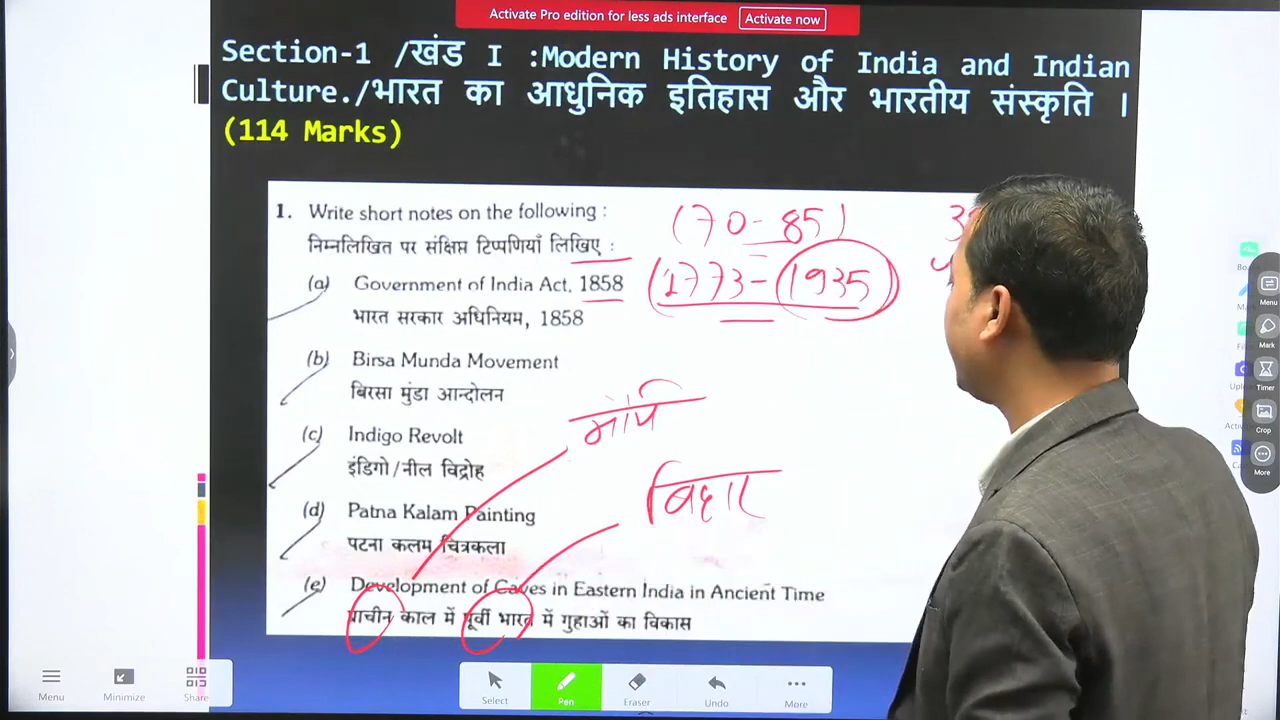 Activate Pro edition for less ads interface Activate now
Section-1 /खंड I :Modern History of India and Indian
Culture./भारत का आधुनिक इतिहास और भारतीय संस्कृति ।
(114 Marks)
1. Write short notes on the following :
(70-85)
निम्नलिखित पर संक्षिप्त टिप्पणियाँ लिखिए :
(a) Government of India Act, 1858
(1773-1935)
भारत सरकार अधिनियम, 1858
(b) Birsa Munda Movement
बिरसा मुंडा आन्दोलन
(c) Indigo Revolt
इंडिगो/नील विद्रोह
बिहार
(d) Patna Kalam Painting
पटना कलम चित्रकला
(e) Development of Caves in Eastern India in Ancient Time
प्राचीन काल में पूर्वी भारत में गुहाओं का विकास
Menu
Mark
Timer
Crop
More
Menu Minimize Share Select Pen Eraser Undo More